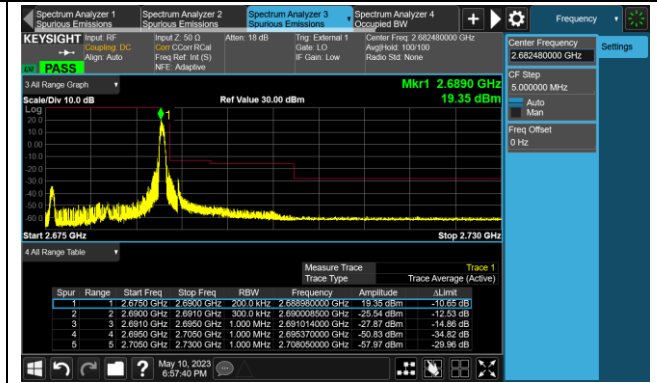 Spectrum Analyzer 1 Spurious Emissions
Spectrum Analyzer 2 Spurious Emissions
Spectrum Analyzer 3 Spurious Emissions
Spectrum Analyzer 4 Occupied BW
Frequency
KEYSIGHT Input: RF Input Z: 50 Ω Atten: 18 dB Trig: External 1 Center Freq: 2.682480000 GHz
Coupling: DC Corr CCorr RCal Gate: LO Avg|Hold: 100/100
Align: Auto Freq Ref: Int (S) IF Gain: Low Radio Std: None
NFE: Adaptive
PASS
Center Frequency
2.682480000 GHz
Settings
CF Step
5.000000 MHz
Auto
Man
Freq Offset
0 Hz
3 All Range Graph
Mkr1 2.6890 GHz
Scale/Div 10.0 dB Ref Value 30.00 dBm 19.35 dBm
Log
1
20.0
10.0
0.00
-10.0
-20.0
-30.0
-40.0
-50.0
-60.0
Start 2.675 GHz Stop 2.730 GHz
4 All Range Table
Measure Trace Trace 1
Trace Type Trace Average (Active)
Spur Range Start Freq Stop Freq RBW Frequency Amplitude ΔLimit
1 1 2.6750 GHz 2.6900 GHz 200.0 kHz 2.688980000 GHz 19.35 dBm -10.65 dB
2 2 2.6900 GHz 2.6910 GHz 300.0 kHz 2.690008500 GHz -25.54 dBm -12.53 dB
3 3 2.6910 GHz 2.6950 GHz 1.000 MHz 2.691014000 GHz -27.87 dBm -14.86 dB
4 4 2.6950 GHz 2.7050 GHz 1.000 MHz 2.695370000 GHz -50.83 dBm -34.82 dB
5 5 2.7050 GHz 2.7300 GHz 1.000 MHz 2.708050000 GHz -57.97 dBm -29.96 dB
May 10, 2023
6:57:40 PM